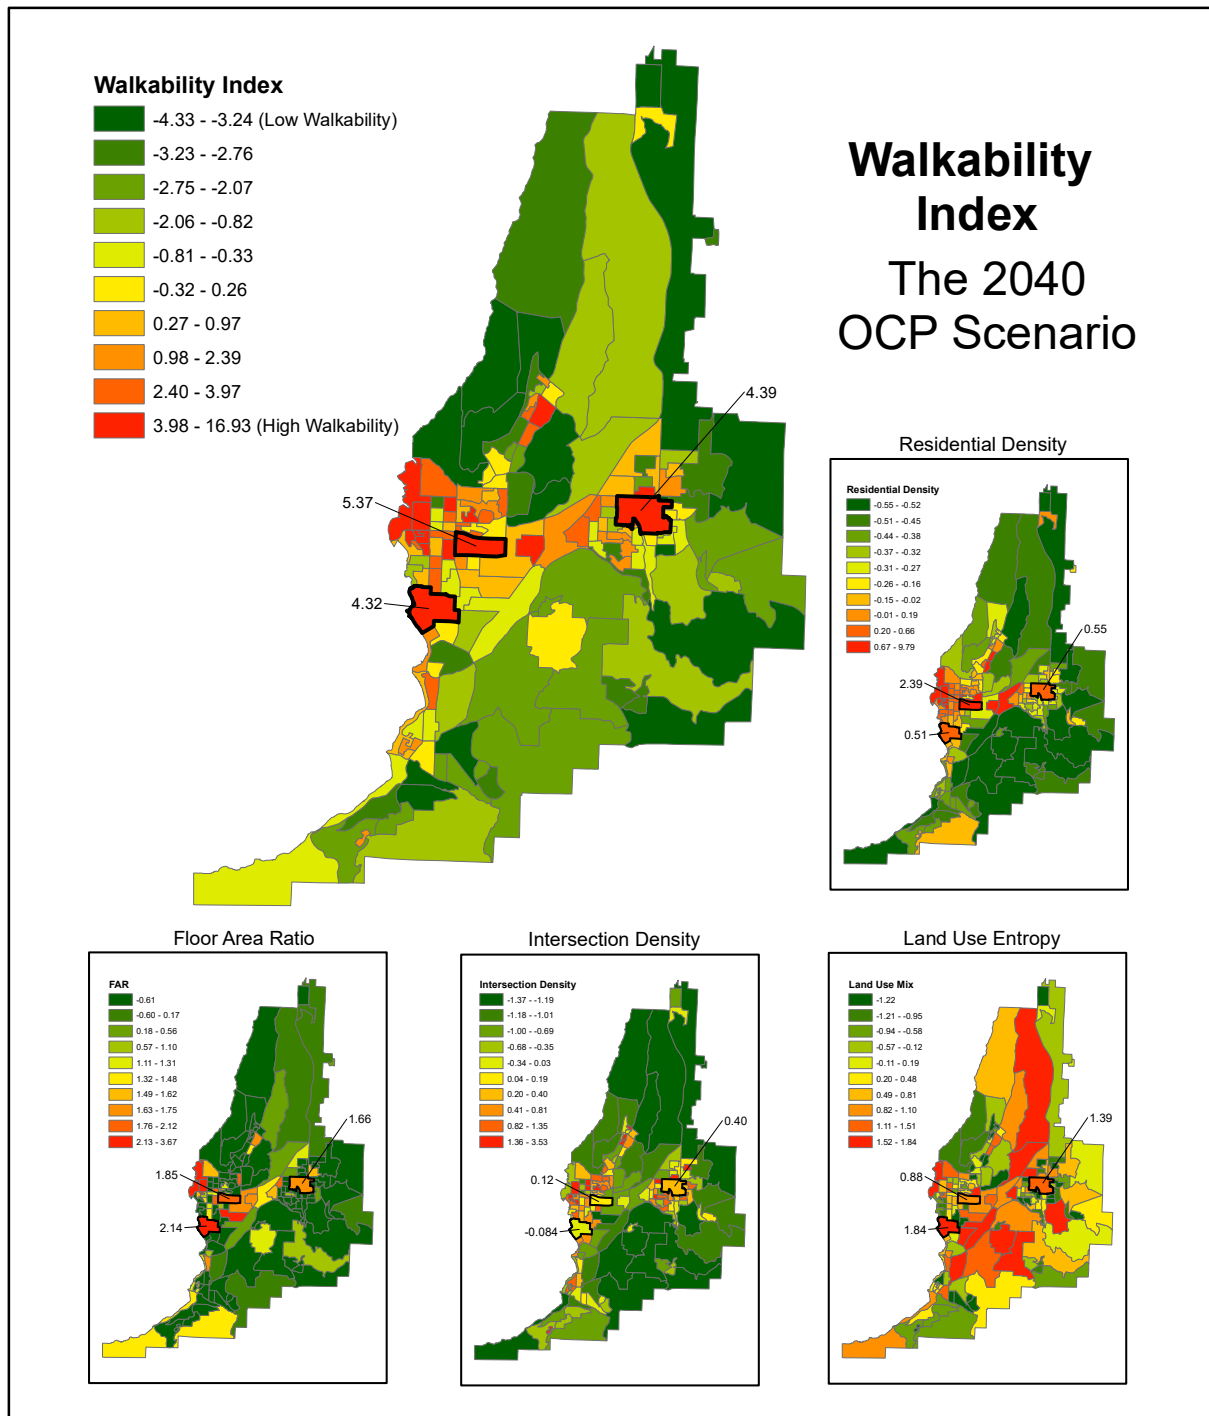 Walkability Index
-4.33 - -3.24 (Low Walkability)
-3.23 - -2.76
-2.75 - -2.07
-2.06 - -0.82
-0.81 - -0.33
-0.32 - 0.26
0.27 - 0.97
0.98 - 2.39
2.40 - 3.97
3.98 - 16.93 (High Walkability)
Walkability
Index
The 2040
OCP Scenario
4.39
5.37
4.32
Residential Density
Residential Density
-0.55 - -0.52
-0.51 - -0.45
-0.44 - -0.38
-0.37 - -0.32
-0.31 - -0.27
-0.26 - -0.16
-0.15 - -0.02
-0.01 - 0.19
0.20 - 0.66
0.67 - 9.79
0.55
2.39
0.51
Floor Area Ratio
FAR
-0.61
-0.60 - 0.17
0.18 - 0.56
0.57 - 1.10
1.11 - 1.31
1.32 - 1.48
1.49 - 1.62
1.63 - 1.75
1.76 - 2.12
2.13 - 3.67
1.66
1.85
2.14
Intersection Density
Intersection Density
-1.37 - -1.19
-1.18 - -1.01
-1.00 - -0.69
-0.68 - -0.35
-0.34 - 0.03
0.04 - 0.19
0.20 - 0.40
0.41 - 0.81
0.82 - 1.35
1.36 - 3.53
0.40
0.12
-0.084
Land Use Entropy
Land Use Mix
-1.22
-1.21 - -0.95
-0.94 - -0.58
-0.57 - -0.12
-0.11 - 0.19
0.20 - 0.48
0.49 - 0.81
0.82 - 1.10
1.11 - 1.51
1.52 - 1.84
1.39
0.88
1.84